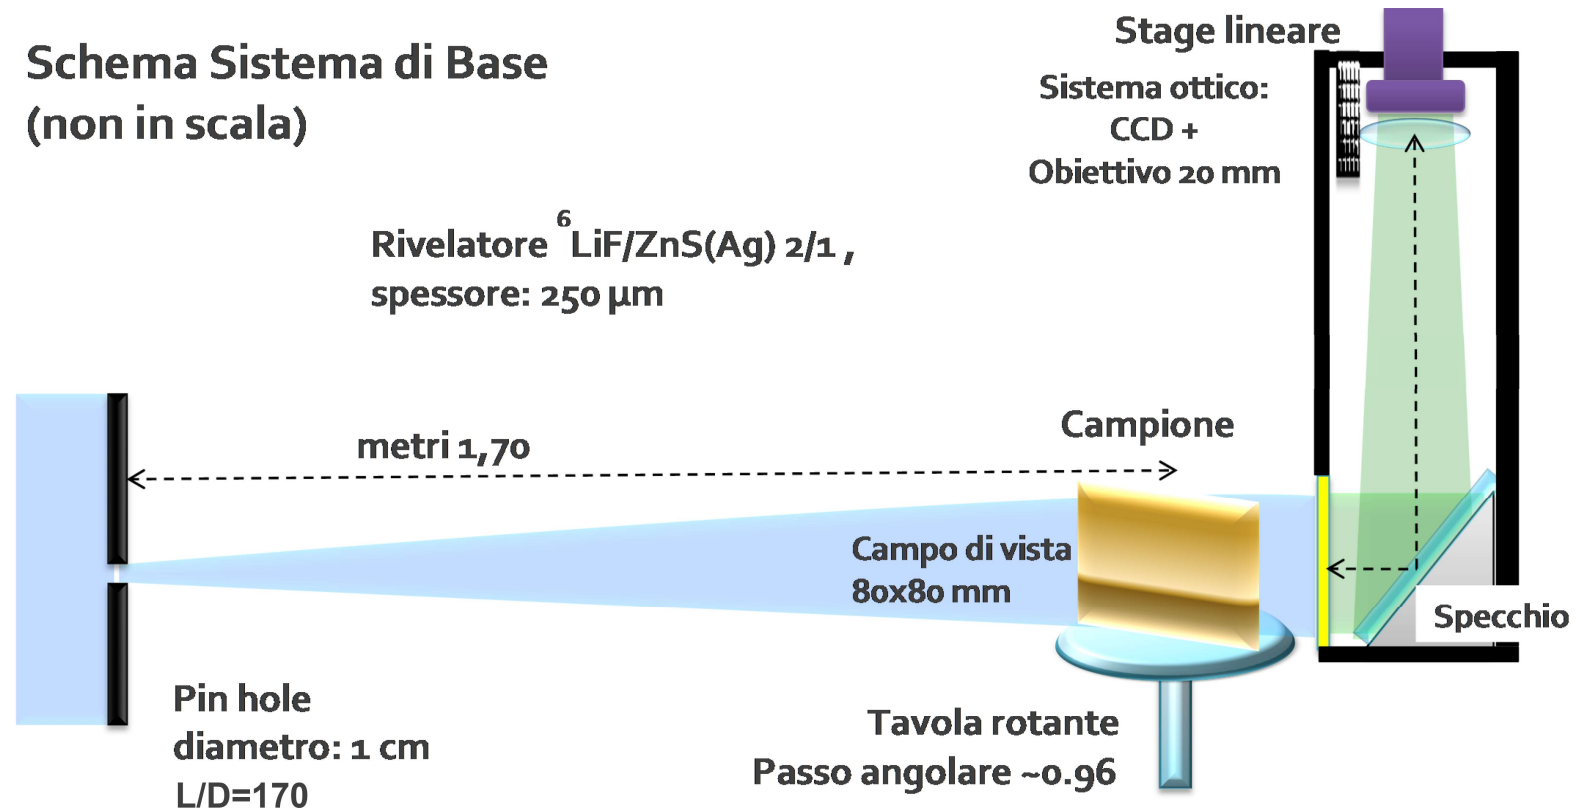 Schema Sistema di Base
(non in scala)
Stage lineare
Sistema ottico:
CCD +
Obiettivo 20 mm
Rivelatore ⁶LiF/ZnS(Ag) 2/1 ,
spessore: 250 µm
metri 1,70
Campione
Campo di vista
80x80 mm
Specchio
Pin hole
diametro: 1 cm
L/D=170
Tavola rotante
Passo angolare ~0.96